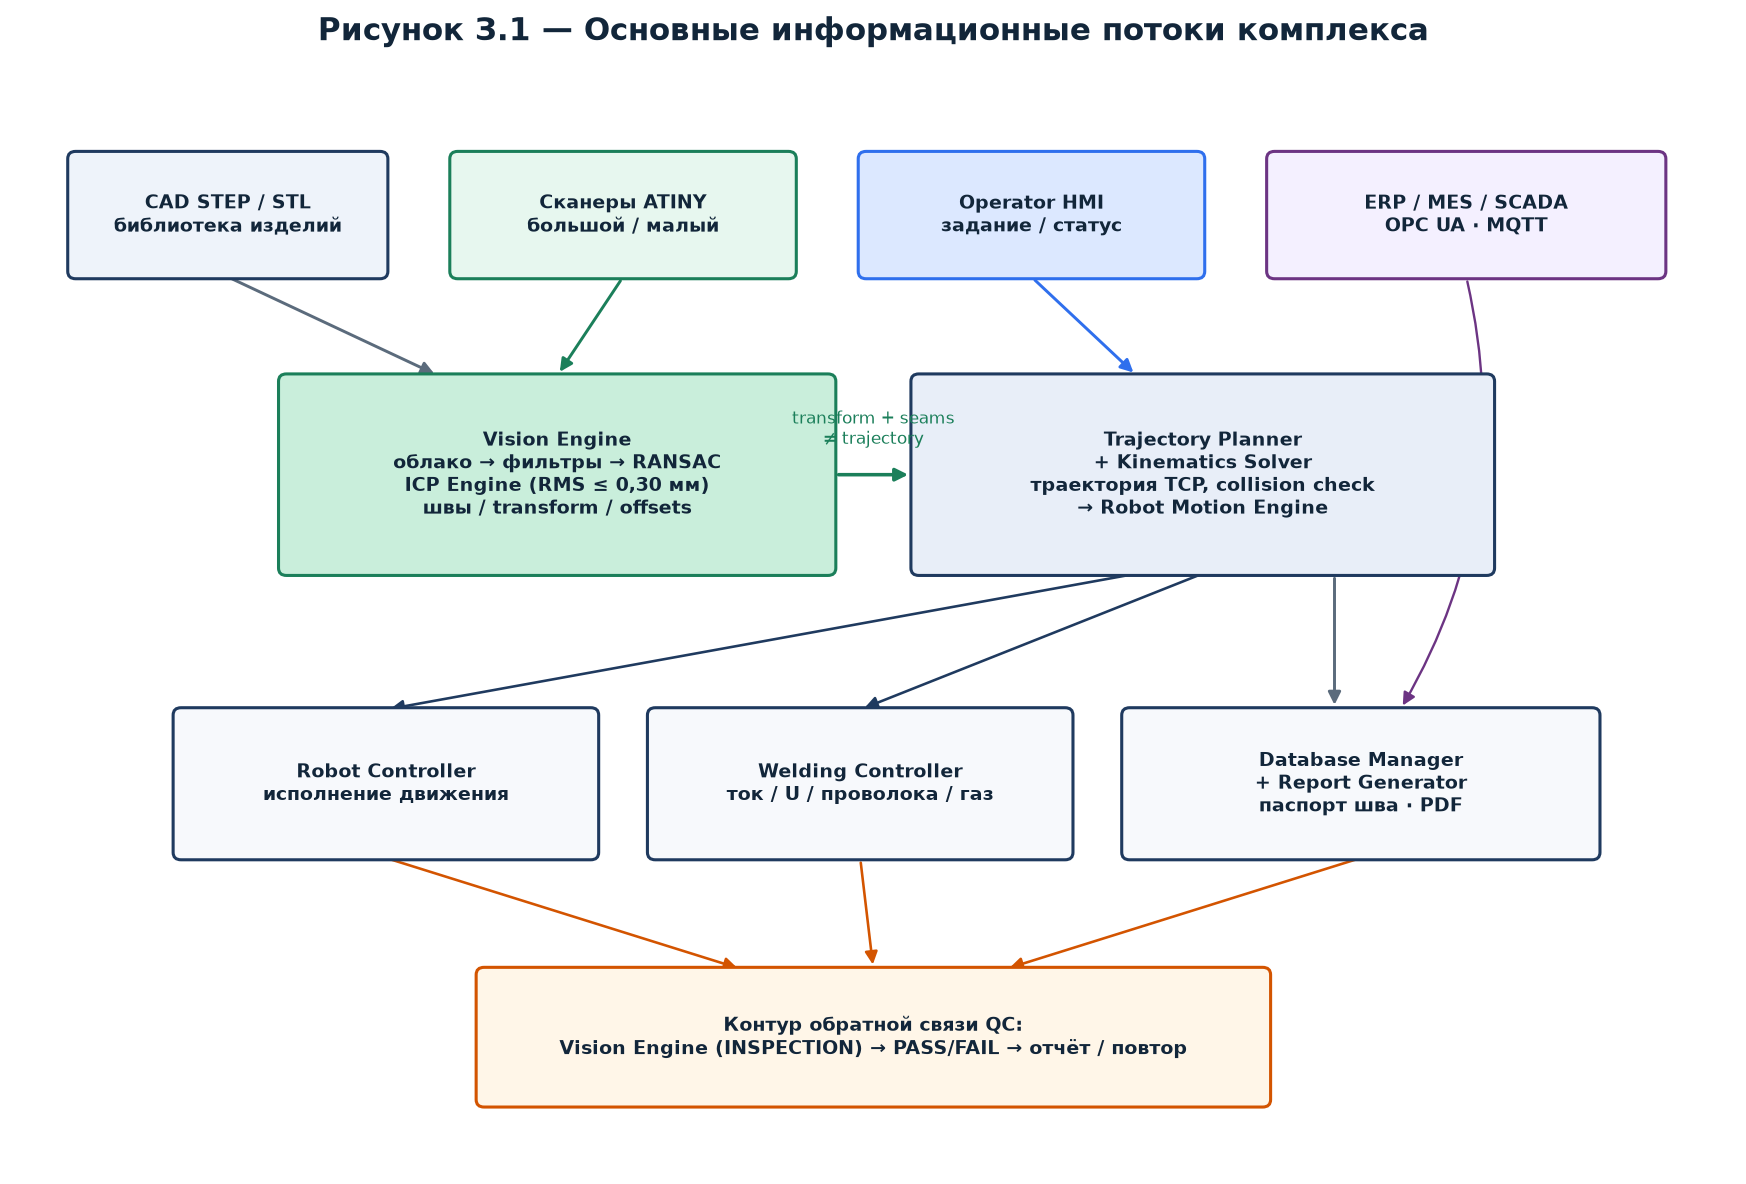 Рисунок 3.1 — Основные информационные потоки комплекса
CAD STEP / STL
библиотека изделий
Сканеры ATINY
большой / малый
Operator HMI
задание / статус
ERP / MES / SCADA
OPC UA · MQTT
Vision Engine
облако → фильтры → RANSAC
ICP Engine (RMS ≤ 0,30 мм)
швы / transform / offsets
transform + seams
≠ trajectory
Trajectory Planner
+ Kinematics Solver
траектория TCP, collision check
→ Robot Motion Engine
Robot Controller
исполнение движения
Welding Controller
ток / U / проволока / газ
Database Manager
+ Report Generator
паспорт шва · PDF
Контур обратной связи QC:
Vision Engine (INSPECTION) → PASS/FAIL → отчёт / повтор